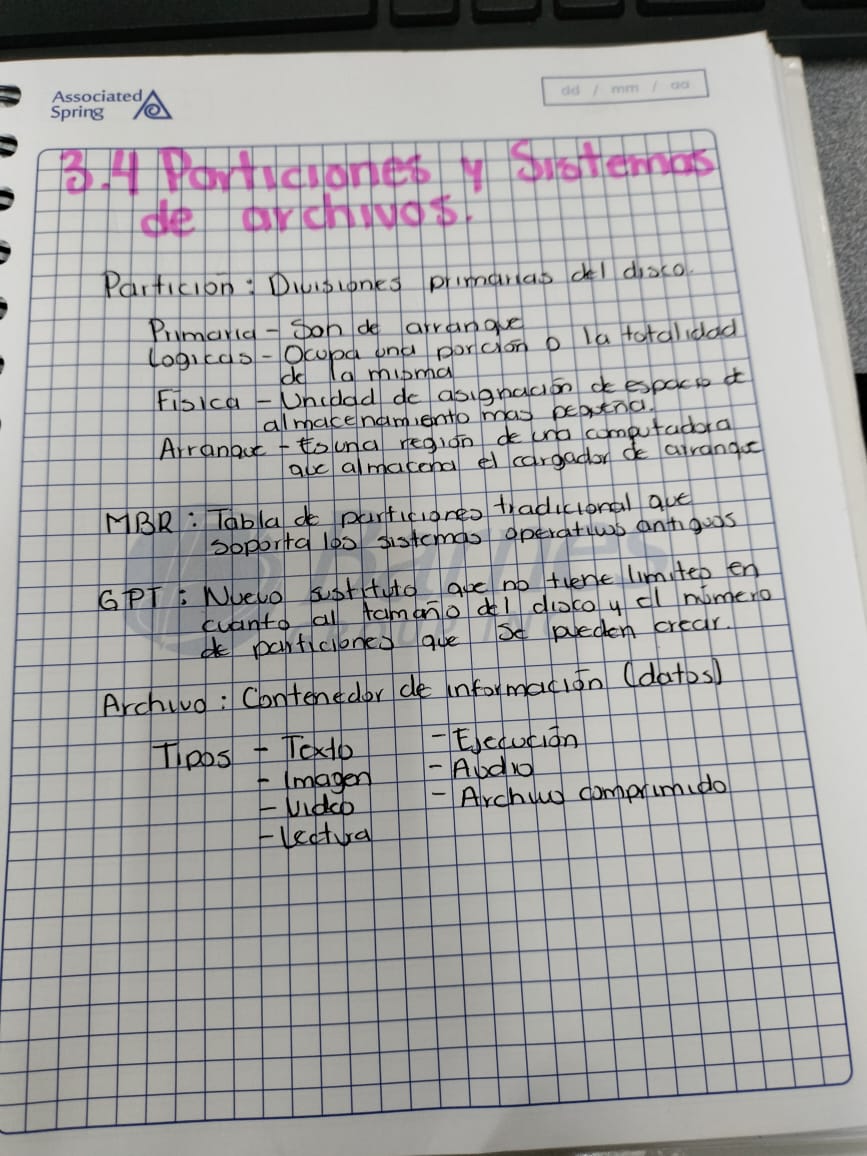 Associated
Spring
dd / mm / aa
3.4 Particiones y Sistemas
de archivos.
Partición : Divisiones primarias del disco.
Primaria - Son de arranque
Logicas - Ocupa una porción o la totalidad
de la misma
Física - Unidad de asignación de espacio d
almacenamiento mas pequeña.
Arranque - Es una región de una computadora
que almacena el cargador de arranque
MBR : Tabla de particiones tradicional que
soporta los sistemas operativos antiguos
GPT : Nuevo sustituto que no tiene limites en
cuanto al tamaño del disco y el número
de particiones que se pueden crear.
Archivo : Contenedor de información (datos)
Tipos - Texto - Ejecución
- Imagen - Audio
- Video - Archivo comprimido
- Lectura